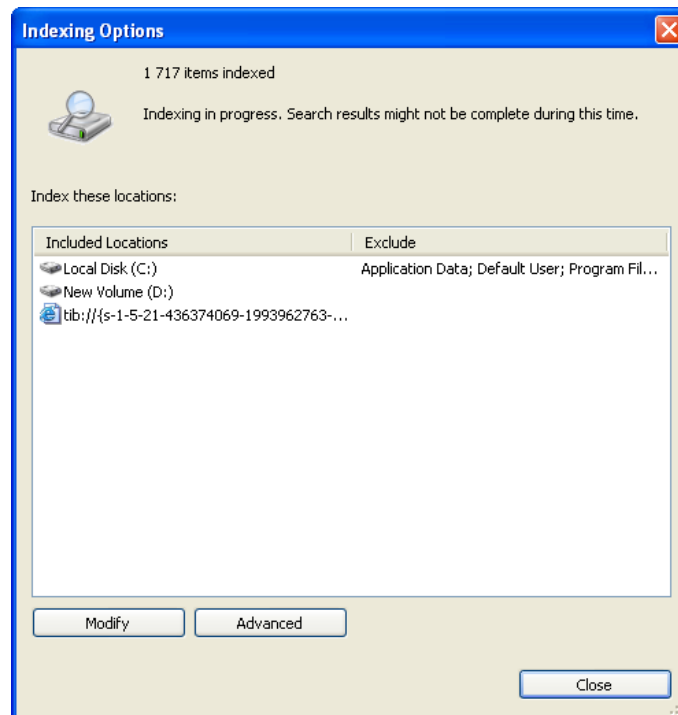 Indexing Options
1 717 items indexed
Indexing in progress. Search results might not be complete during this time.
Index these locations:
Included Locations Exclude
Local Disk (C:) Application Data; Default User; Program Fil...
New Volume (D:)
tib://{s-1-5-21-436374069-1993962763-...
Modify Advanced
Close